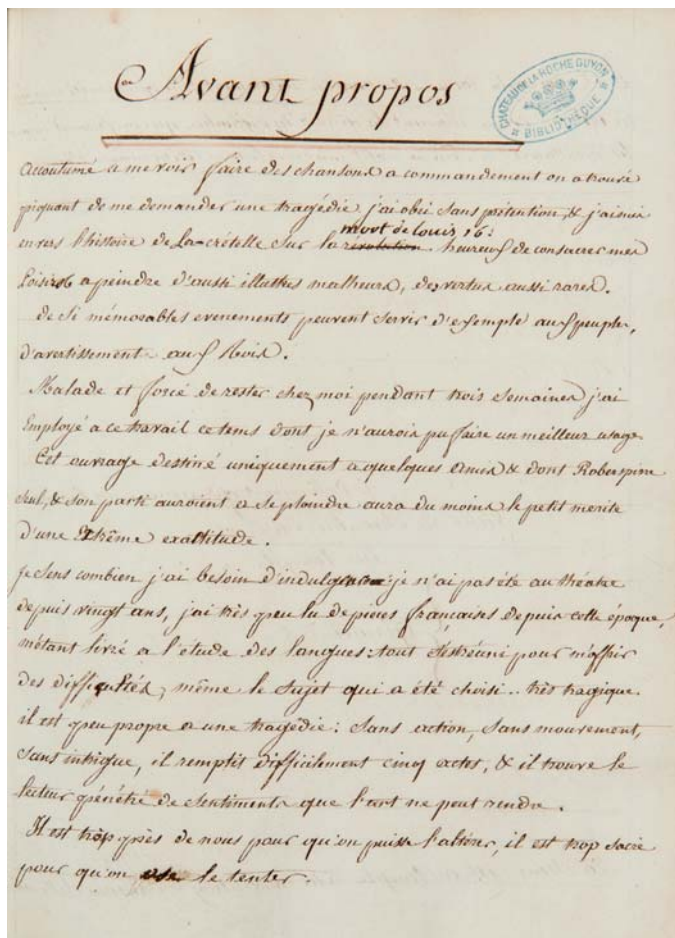 Avant propos
CHATEAU DE LA ROCHE GUYON
BIBLIOTHEQUE
accoutumé a me voir faire des chansons a commandement on a trouvé
piquant de me demander une tragédie j'ai obéi sans prétention, & j'ai mis
mort de louis 16:
en vers l'histoire de La-crételle sur la révolution. heureux de consacrer mes
Loisirs a peindre d'aussi illustres malheurs, des vertus aussi rares.
de si mémorables evenements peuvent servir d'exemple aux peuples,
d'avertissement aux Rois.
Malade et forcé de rester chez moi pendant trois semaines j'ai
Employé a ce travail ce tems dont je n'aurois pu faire un meilleur usage
Cet ouvrage destiné uniquement a quelques amis & dont Roberspiere
seul, & son parti auroient a se plaindre aura du moins le petit merite
d'une Extrême exactitude.
je sens combien j'ai besoin d'indulgence: je n'ai pas été au théatre
depuis vingt ans, j'ai très peu lu de pieces françaises depuis cette époque,
m'étant livré a l'etude des langues: tout s'est réuni pour m'offrir
des difficultés, même le sujet qui a été choisi.. très tragique
il est peu propre a une tragédie: sans action, sans mouvement,
sans intrigue, il remplit difficilement cinq actes, & il trouve le
lecteur pénétré de sentiments que l'art ne peut rendre.
Il est trop près de nous pour qu'on puisse l'altérer, il est trop sacré
pour qu'on ose le tenter.